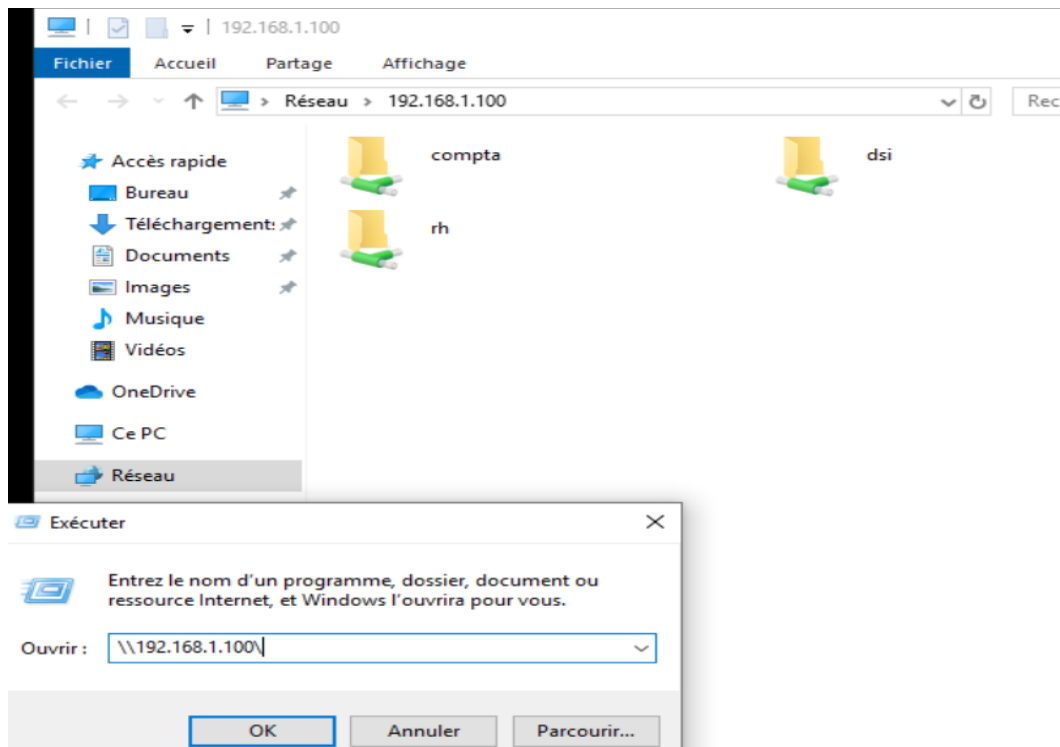 192.168.1.100
Fichier Accueil Partage Affichage
Réseau > 192.168.1.100 Rec
Accès rapide
Bureau
Téléchargement:
Documents
Images
Musique
Vidéos
OneDrive
Ce PC
Réseau
compta dsi
rh
Exécuter
Entrez le nom d'un programme, dossier, document ou
ressource Internet, et Windows l'ouvrira pour vous.
Ouvrir : \\192.168.1.100\
OK Annuler Parcourir...